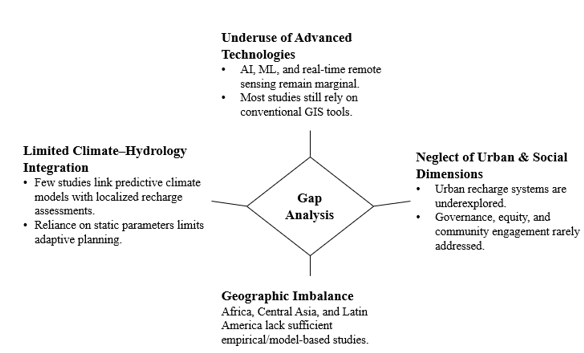 Underuse of Advanced
Technologies
• AI, ML, and real-time remote
sensing remain marginal.
• Most studies still rely on
conventional GIS tools.
Limited Climate–Hydrology
Integration
• Few studies link predictive climate
models with localized recharge
assessments.
• Reliance on static parameters limits
adaptive planning.
Gap
Analysis
Neglect of Urban & Social
Dimensions
• Urban recharge systems are
underexplored.
• Governance, equity, and
community engagement rarely
addressed.
Geographic Imbalance
Africa, Central Asia, and Latin
America lack sufficient
empirical/model-based studies.